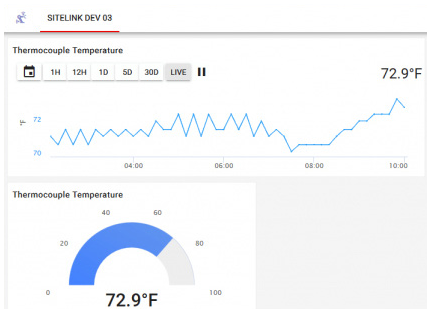 SITELINK DEV 03
Thermocouple Temperature
1H 12H 1D 5D 30D LIVE
72.9°F
°F
72
70
04:00 06:00 08:00 10:00
Thermocouple Temperature
40 60
20 80
0 100
72.9°F